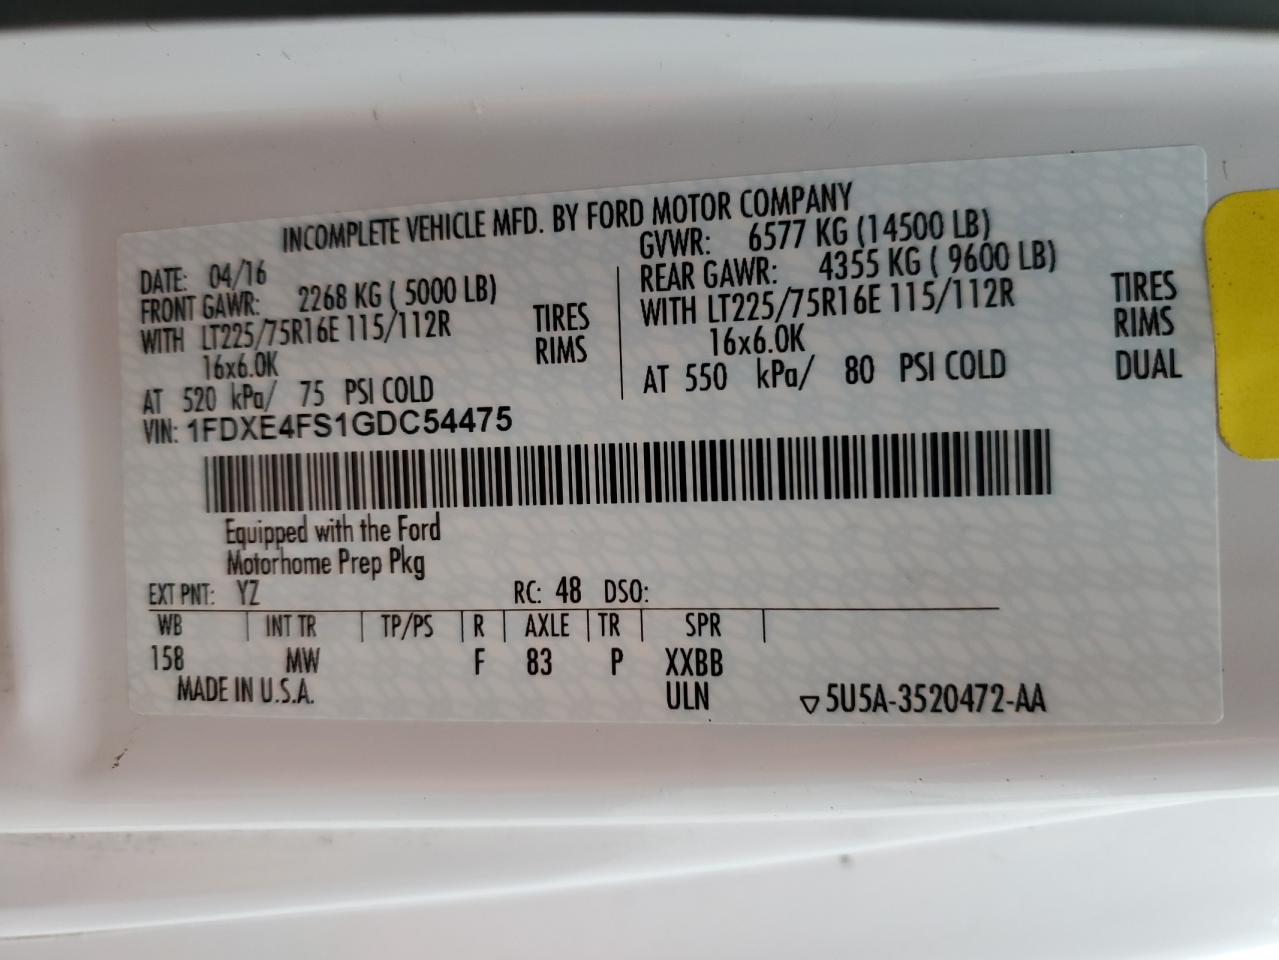 INCOMPLETE VEHICLE MFD. BY FORD MOTOR COMPANY
DATE: 04/16
FRONT GAWR: 2268 KG ( 5000 LB)
WITH LT225/75R16E 115/112R TIRES
16x6.0K RIMS
AT 520 kPa/ 75 PSI COLD
GVWR: 6577 KG (14500 LB)
REAR GAWR: 4355 KG ( 9600 LB)
WITH LT225/75R16E 115/112R TIRES
16x6.0K RIMS
AT 550 kPa/ 80 PSI COLD DUAL
VIN: 1FDXE4FS1GDC54475
Equipped with the Ford
Motorhome Prep Pkg
EXT PNT: YZ RC: 48 DSO:
WB INT TR TP/PS R AXLE TR SPR
158 MW F 83 P XXBB
MADE IN U.S.A. ULN ▽5U5A-3520472-AA